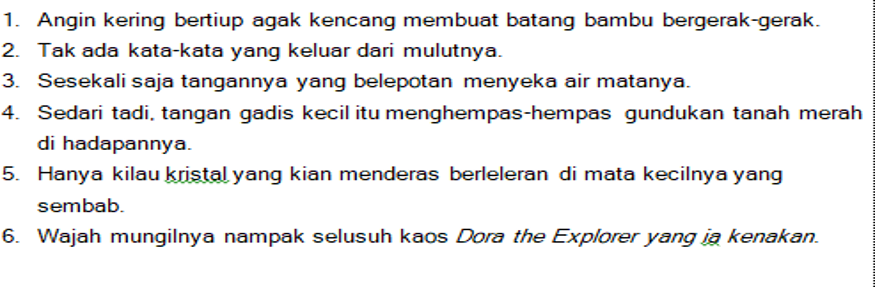 1. Angin kering bertiup agak kencang membuat batang bambu bergerak-gerak.
2. Tak ada kata-kata yang keluar dari mulutnya.
3. Sesekali saja tangannya yang belepotan menyeka air matanya.
4. Sedari tadi, tangan gadis kecil itu menghempas-hempas gundukan tanah merah
di hadapannya.
5. Hanya kilau kristal yang kian menderas berleleran di mata kecilnya yang
sembab.
6. Wajah mungilnya nampak selusuh kaos Dora the Explorer yang ia kenakan.